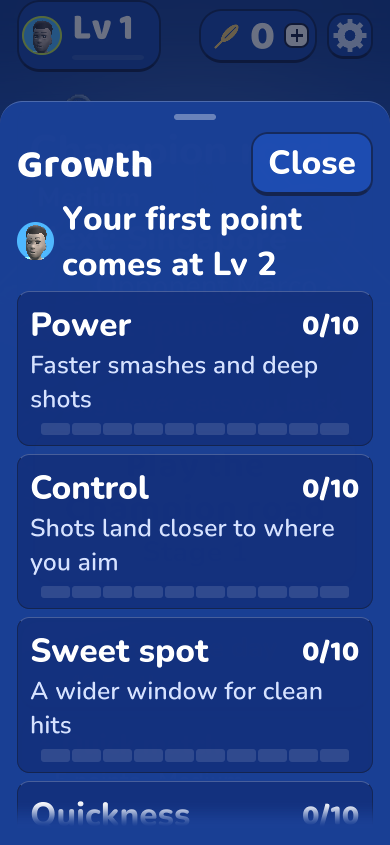 Lv 1
0
Growth
Close
Your first point
comes at Lv 2
Power
0/10
Faster smashes and deep
shots
Control
0/10
Shots land closer to where
you aim
Sweet spot
0/10
A wider window for clean
hits
Quickness
0/10